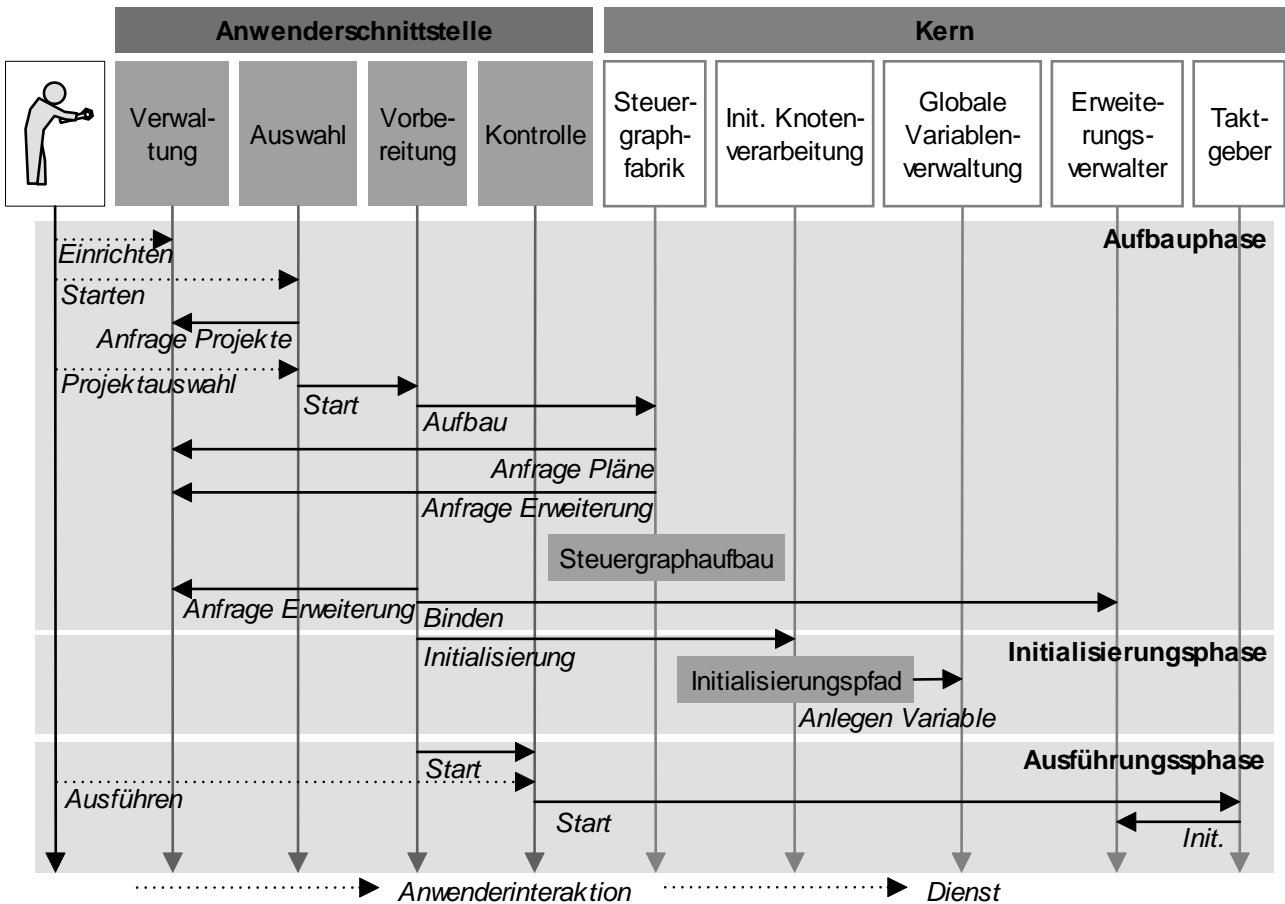 Anwenderschnittstelle
Kern
Verwal-
tung
Auswahl
Vorbe-
reitung
Kontrolle
Steuer-
graph-
fabrik
Init. Knoten-
verarbeitung
Globale
Variablen-
verwaltung
Erweite-
rungs-
verwalter
Takt-
geber
Aufbauphase
Einrichten
Starten
Anfrage Projekte
Projektauswahl
Start
Aufbau
Anfrage Pläne
Anfrage Erweiterung
Steuergraphaufbau
Anfrage Erweiterung
Binden
Initialisierung
Initialisierungsphase
Initialisierungspfad
Anlegen Variable
Start
Ausführungssphase
Ausführen
Start
Init.
Anwenderinteraktion
Dienst